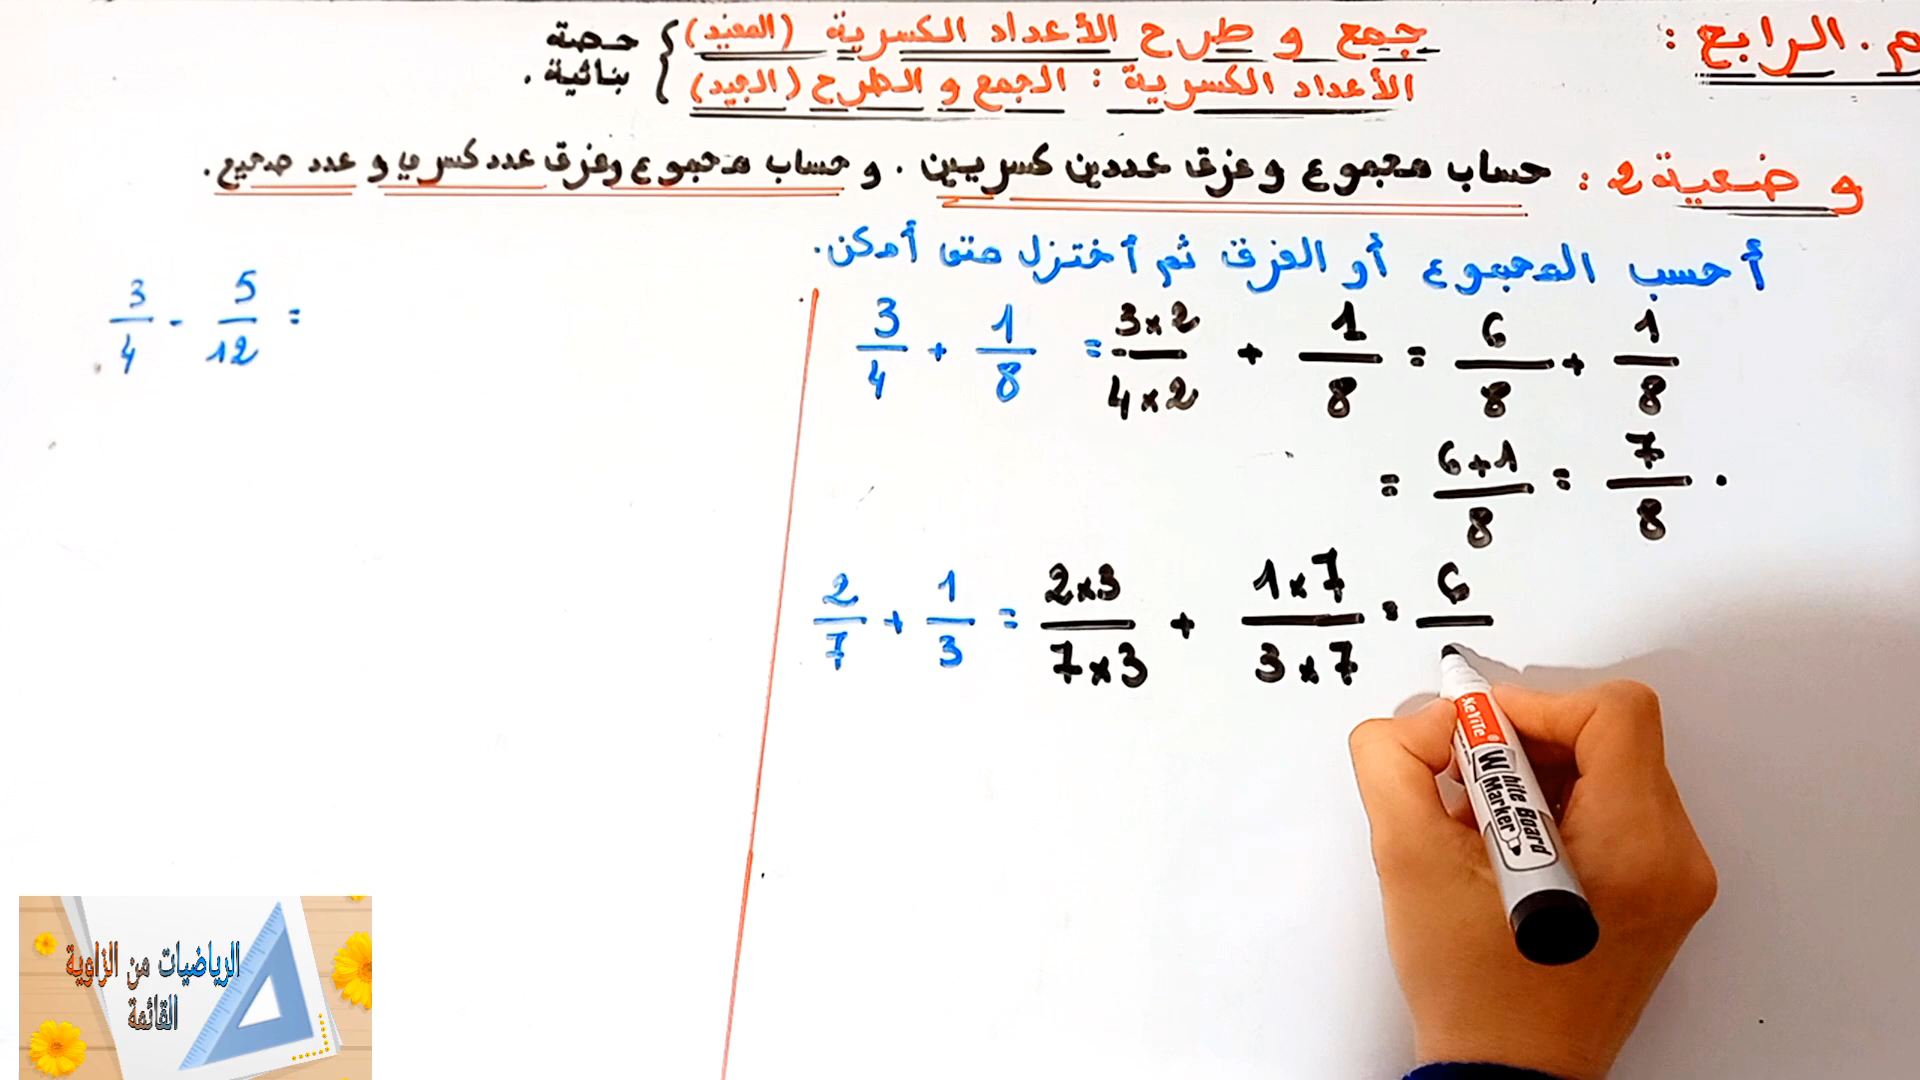 م. الرابع :
جمع و طرح الأعداد الكسرية (المفيد)
الأعداد الكسرية : الجمع و الطرح (الجيد)
حصة
بنائية .
وضعية 2 : حساب مجموع وفرق عددين كسريين . و حساب مجموع وفرق عدد كسري و عدد صحيح .
أحسب المجموع أو الفرق ثم أختزل متى أمكن.
3/4 + 1/8 = 3×2/4×2 + 1/8 = 6/8 + 1/8
= 6+1/8 = 7/8 .
2/7 + 1/3 = 2×3/7×3 + 1×7/3×7 = 6/
3/4 - 5/12 =
KeYiTe
White Board
Marker
الرياضيات من الزاوية
القائمة